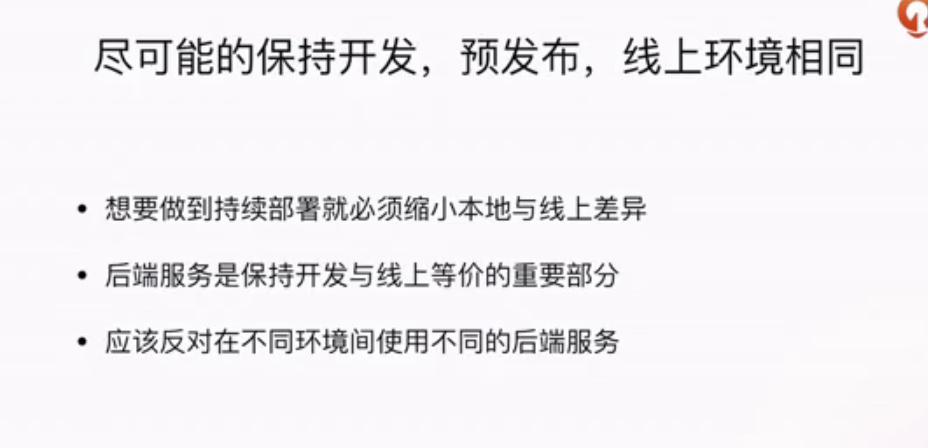 尽可能的保持开发，预发布，线上环境相同
• 想要做到持续部署就必须缩小本地与线上差异
• 后端服务是保持开发与线上等价的重要部分
• 应该反对在不同环境间使用不同的后端服务